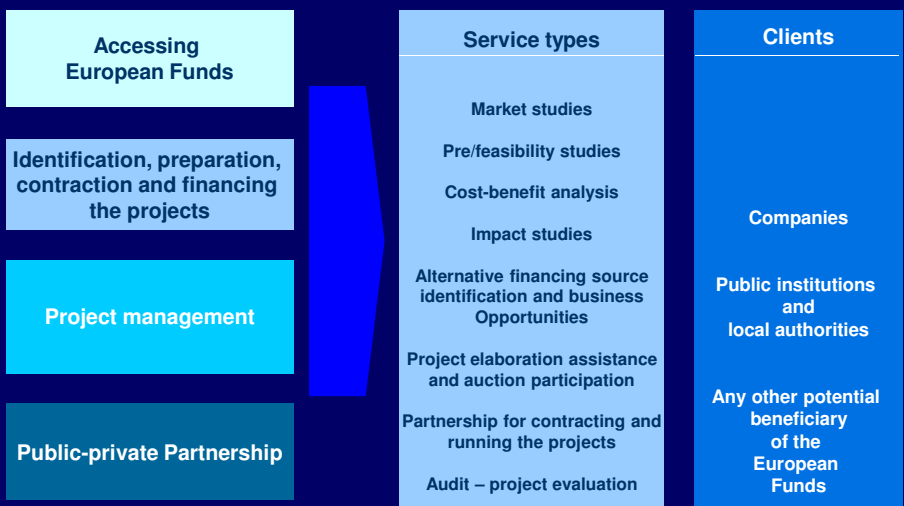 Accessing
European Funds
Identification, preparation,
contraction and financing
the projects
Project management
Public-private Partnership
Service types
Market studies
Pre/feasibility studies
Cost-benefit analysis
Impact studies
Alternative financing source
identification and business
Opportunities
Project elaboration assistance
and auction participation
Partnership for contracting and
running the projects
Audit – project evaluation
Clients
Companies
Public institutions
and
local authorities
Any other potential
beneficiary
of the
European
Funds